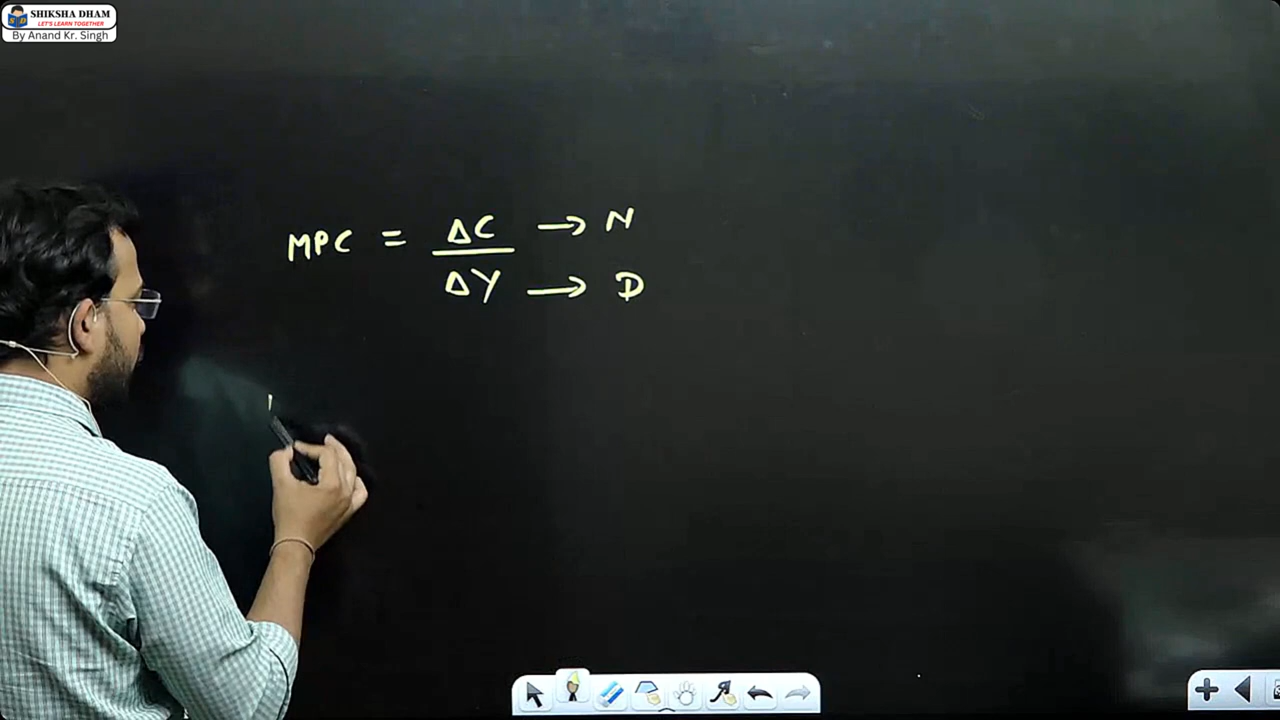 SHIKSHA DHAM
LET'S LEARN TOGETHER
By Anand Kr. Singh
MPC = ΔC → N
ΔY → D